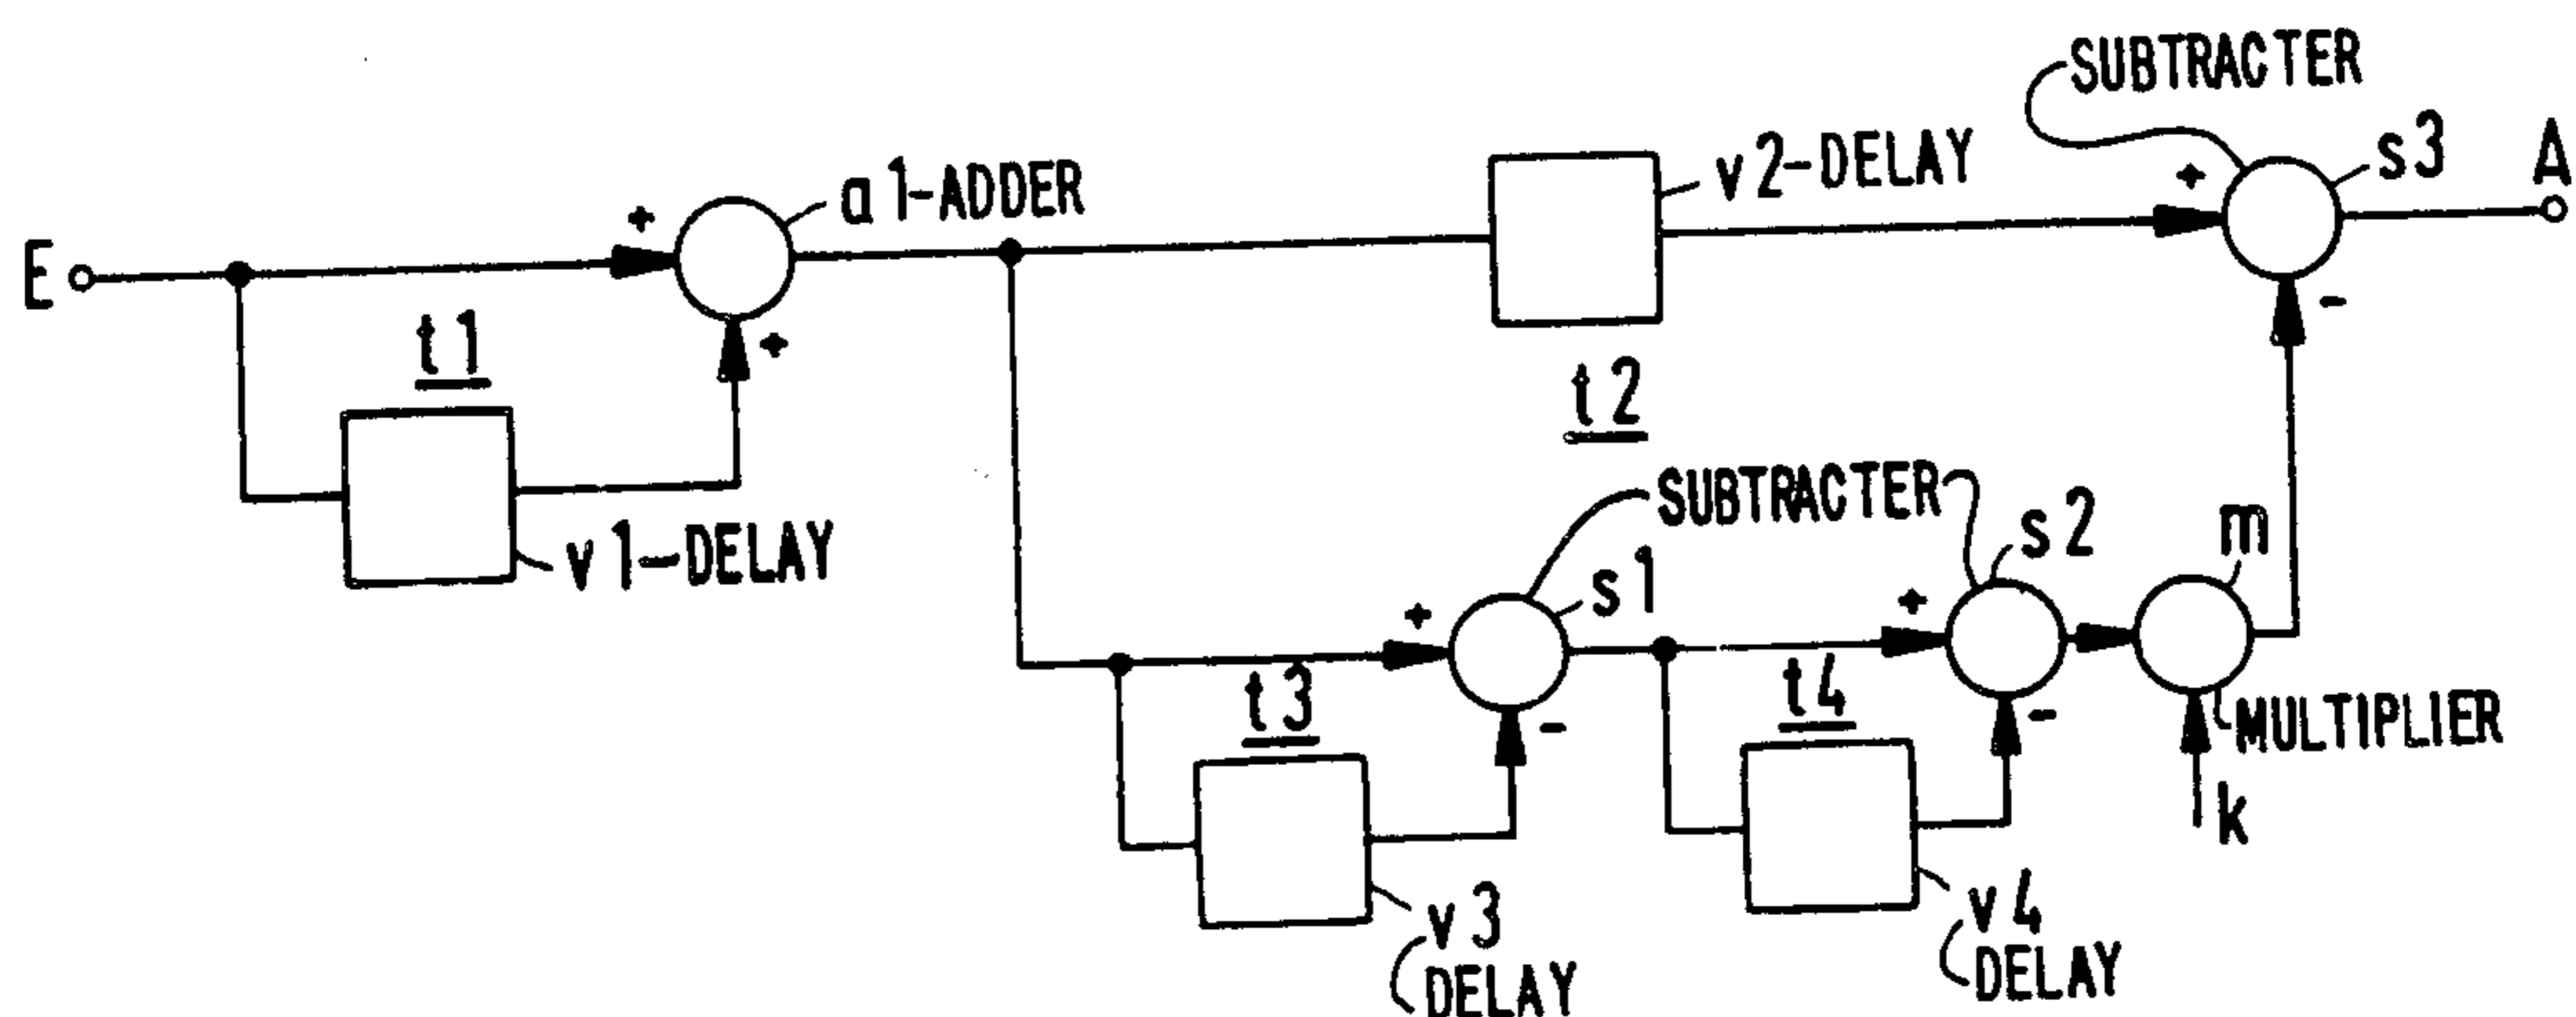 SUBTRACTER
s3
Δ
+
v2-DELAY
a1-ADDER
+
E
-
t1
+
t2
SUBTRACTER
s2
m
v1-DELAY
s1
+
+
t3
t4
-
-
MULTIPLIER
k
v3
DELAY
v4
DELAY